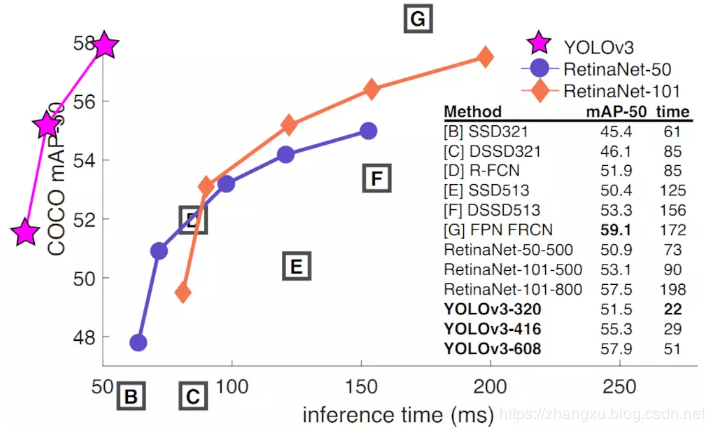 G
58
56
54
52
50
48
COCO mAP-50
D
E
F
B
C
50
100
150
200
250
inference time (ms)
YOLOv3
RetinaNet-50
RetinaNet-101
Method mAP-50 time
[B] SSD321 45.4 61
[C] DSSD321 46.1 85
[D] R-FCN 51.9 85
[E] SSD513 50.4 125
[F] DSSD513 53.3 156
[G] FPN FRCN 59.1 172
RetinaNet-50-500 50.9 73
RetinaNet-101-500 53.1 90
RetinaNet-101-800 57.5 198
YOLOv3-320 51.5 22
YOLOv3-416 55.3 29
YOLOv3-608 57.9 51
https://zhangxu.blog.csdn.net